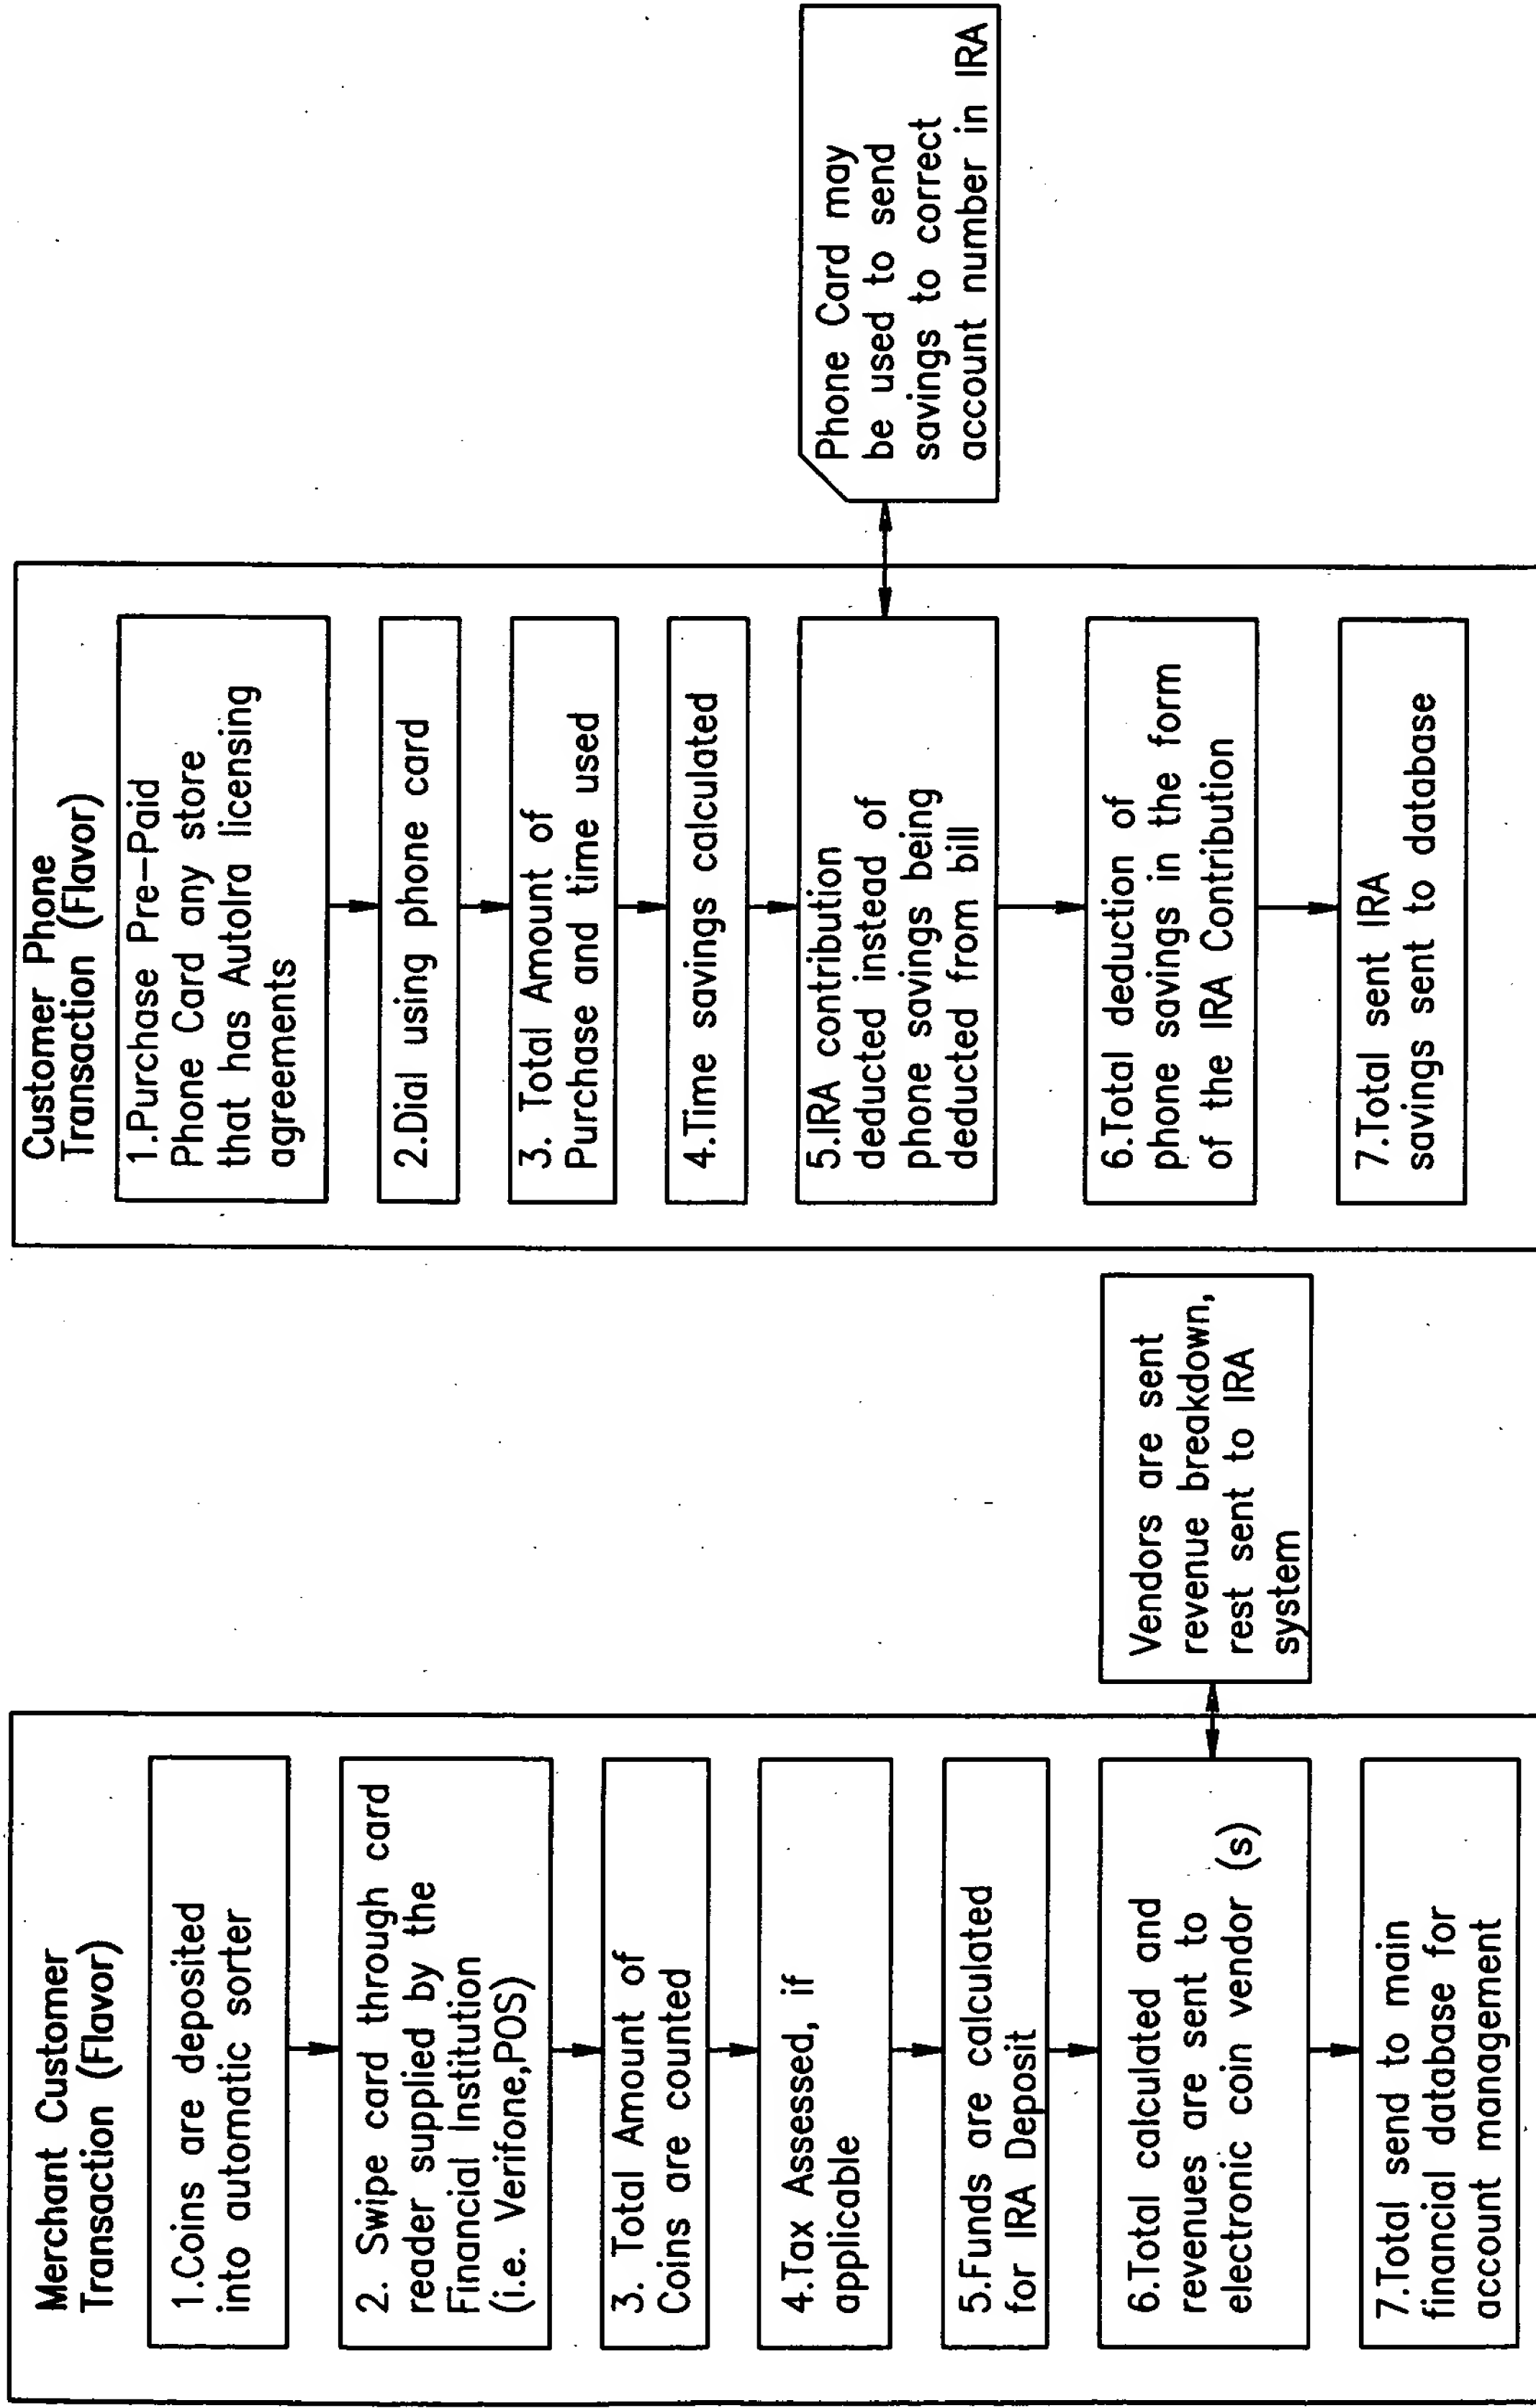 Merchant Customer
Transaction (Flavor)
1.Coins are deposited
into automatic sorter
2. Swipe card through card
reader supplied by the
Financial Institution
(i.e. Verifone,POS)
3. Total Amount of
Coins are counted
4.Tax Assessed, if
applicable
5.Funds are calculated
for IRA Deposit
6.Total calculated and
revenues are sent to
electronic coin vendor (s)
7.Total send to main
financial database for
account management
Vendors are sent
revenue breakdown,
rest sent to IRA
system
Customer Phone
Transaction (Flavor)
1.Purchase Pre-Paid
Phone Card any store
that has AutoIra licensing
agreements
2.Dial using phone card
3. Total Amount of
Purchase and time used
4.Time savings calculated
5.IRA contribution
deducted instead of
phone savings being
deducted from bill
6.Total deduction of
phone savings in the form
of the IRA Contribution
7.Total sent IRA
savings sent to database
Phone Card may
be used to send
savings to correct
account number in IRA